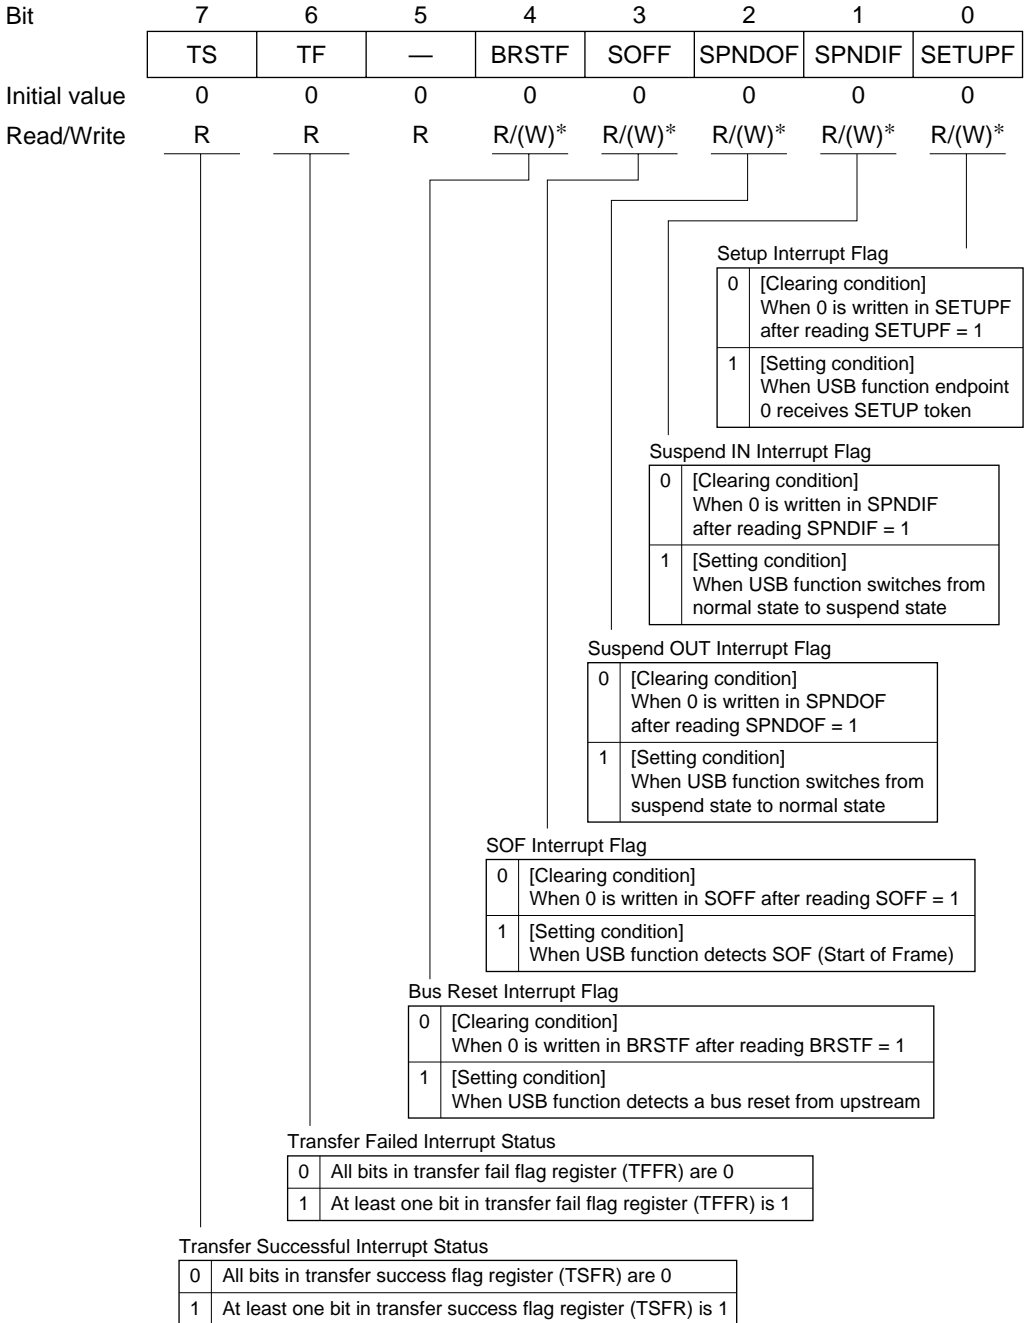 Bit 7 6 5 4 3 2 1 0
TS TF — BRSTF SOFF SPNDOF SPNDIF SETUPF
Initial value 0 0 0 0 0 0 0 0
Read/Write R R R R/(W)* R/(W)* R/(W)* R/(W)* R/(W)*
Setup Interrupt Flag
0 [Clearing condition]
When 0 is written in SETUPF
after reading SETUPF = 1
1 [Setting condition]
When USB function endpoint
0 receives SETUP token
Suspend IN Interrupt Flag
0 [Clearing condition]
When 0 is written in SPNDIF
after reading SPNDIF = 1
1 [Setting condition]
When USB function switches from
normal state to suspend state
Suspend OUT Interrupt Flag
0 [Clearing condition]
When 0 is written in SPNDOF
after reading SPNDOF = 1
1 [Setting condition]
When USB function switches from
suspend state to normal state
SOF Interrupt Flag
0 [Clearing condition]
When 0 is written in SOFF after reading SOFF = 1
1 [Setting condition]
When USB function detects SOF (Start of Frame)
Bus Reset Interrupt Flag
0 [Clearing condition]
When 0 is written in BRSTF after reading BRSTF = 1
1 [Setting condition]
When USB function detects a bus reset from upstream
Transfer Failed Interrupt Status
0 All bits in transfer fail flag register (TFFR) are 0
1 At least one bit in transfer fail flag register (TFFR) is 1
Transfer Successful Interrupt Status
0 All bits in transfer success flag register (TSFR) are 0
1 At least one bit in transfer success flag register (TSFR) is 1